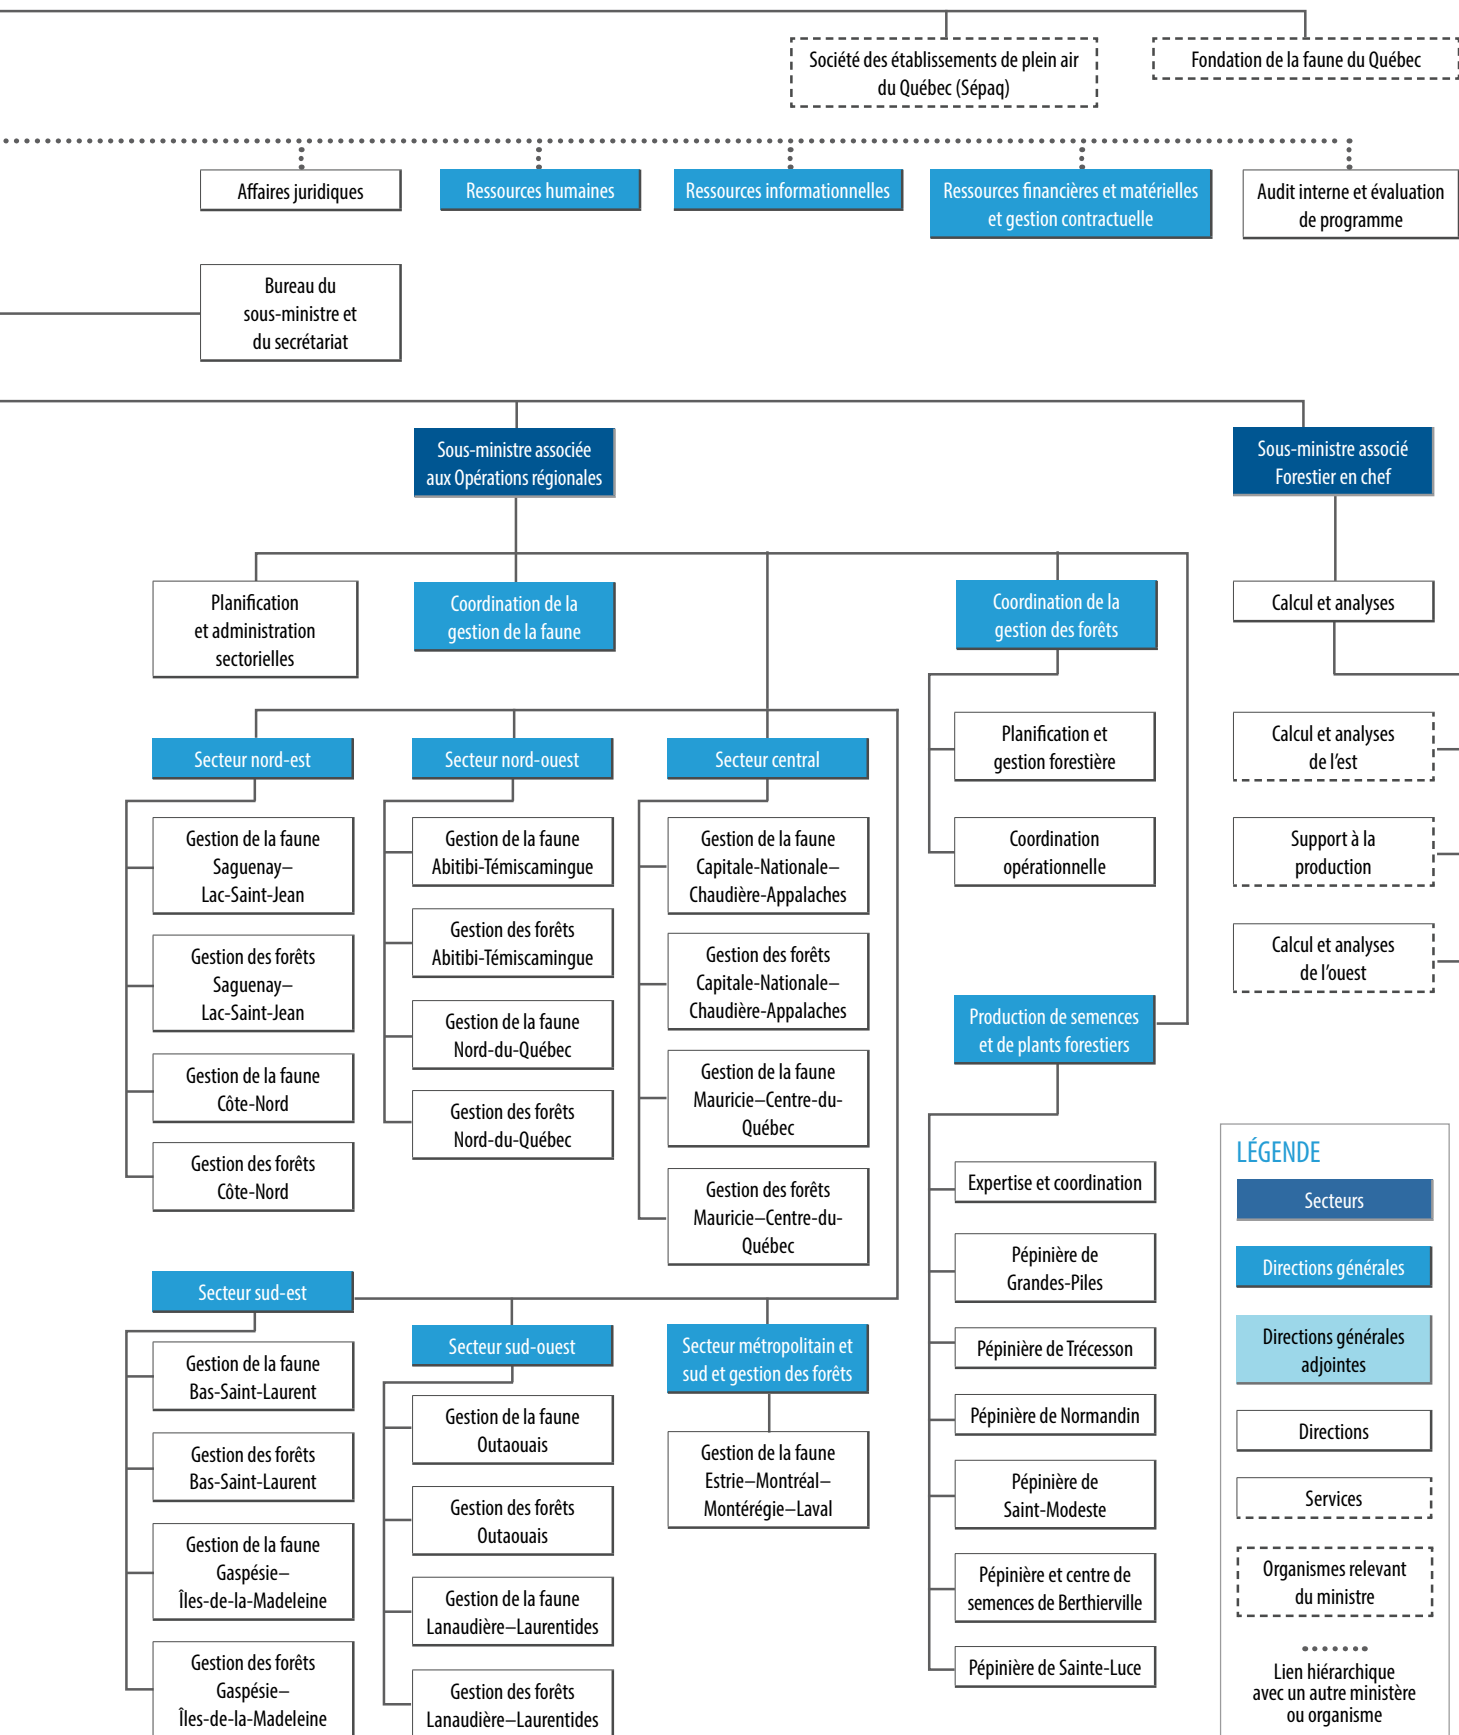 Société des établissements de plein air
du Québec (Sépaq)
Fondation de la faune du Québec
Affaires juridiques
Ressources humaines
Ressources informationnelles
Ressources financières et matérielles
et gestion contractuelle
Audit interne et évaluation
de programme
Bureau du
sous-ministre et
du secrétariat
Sous-ministre associée
aux Opérations régionales
Sous-ministre associé
Forestier en chef
Planification
et administration
sectorielles
Coordination de la
gestion de la faune
Coordination de la
gestion des forêts
Calcul et analyses
Planification et
gestion forestière
Coordination
opérationnelle
Calcul et analyses
de l'est
Support à la
production
Calcul et analyses
de l'ouest
Secteur nord-est
Gestion de la faune
Saguenay–
Lac-Saint-Jean
Gestion des forêts
Saguenay–
Lac-Saint-Jean
Gestion de la faune
Côte-Nord
Gestion des forêts
Côte-Nord
Secteur nord-ouest
Gestion de la faune
Abitibi-Témiscamingue
Gestion des forêts
Abitibi-Témiscamingue
Gestion de la faune
Nord-du-Québec
Gestion des forêts
Nord-du-Québec
Secteur central
Gestion de la faune
Capitale-Nationale–
Chaudière-Appalaches
Gestion des forêts
Capitale-Nationale–
Chaudière-Appalaches
Gestion de la faune
Mauricie–Centre-du-
Québec
Gestion des forêts
Mauricie–Centre-du-
Québec
Production de semences
et de plants forestiers
Expertise et coordination
Pépinière de
Grandes-Piles
Pépinière de Trécesson
Pépinière de Normandin
Pépinière de
Saint-Modeste
Pépinière et centre de
semences de Berthierville
Pépinière de Sainte-Luce
Secteur sud-est
Gestion de la faune
Bas-Saint-Laurent
Gestion des forêts
Bas-Saint-Laurent
Gestion de la faune
Gaspésie–
Îles-de-la-Madeleine
Gestion des forêts
Gaspésie–
Îles-de-la-Madeleine
Secteur sud-ouest
Gestion de la faune
Outaouais
Gestion des forêts
Outaouais
Gestion de la faune
Lanaudière–Laurentides
Gestion des forêts
Lanaudière–Laurentides
Secteur métropolitain et
sud et gestion des forêts
Gestion de la faune
Estrie–Montréal–
Montérégie–Laval
LÉGENDE
Secteurs
Directions générales
Directions générales
adjointes
Directions
Services
Organismes relevant
du ministre
Lien hiérarchique
avec un autre ministère
ou organisme